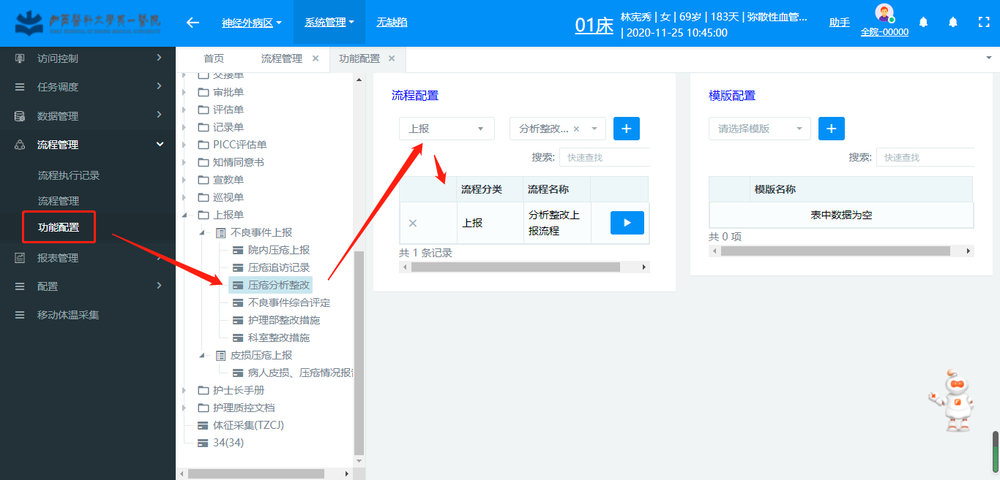 神经外病区
系统管理
无缺陷
01床
林宪秀 | 女 | 69岁 | 183天 | 弥散性血管...
| 2020-11-25 10:45:00
助手
全院-00000
访问控制
任务调度
数据管理
流程管理
流程执行记录
流程管理
功能配置
报表管理
配置
移动体温采集
首页
流程管理 ×
功能配置 ×
交接单
审批单
评估单
记录单
PICC评估单
知情同意书
宣教单
巡视单
上报单
不良事件上报
院内压疮上报
压疮追访记录
压疮分析整改
不良事件综合评定
护理部整改措施
科室整改措施
皮损压疮上报
病人皮损、压疮情况报
护士长手册
护理质控文档
体征采集(TZCJ)
34(34)
流程配置
上报
分析整改... ×
+
搜索:
快速查找
流程分类
流程名称
×
上报
分析整改上
报流程
共 1 条记录
模版配置
请选择模版
+
搜索:
快速查找
模版名称
表中数据为空
共 0 项